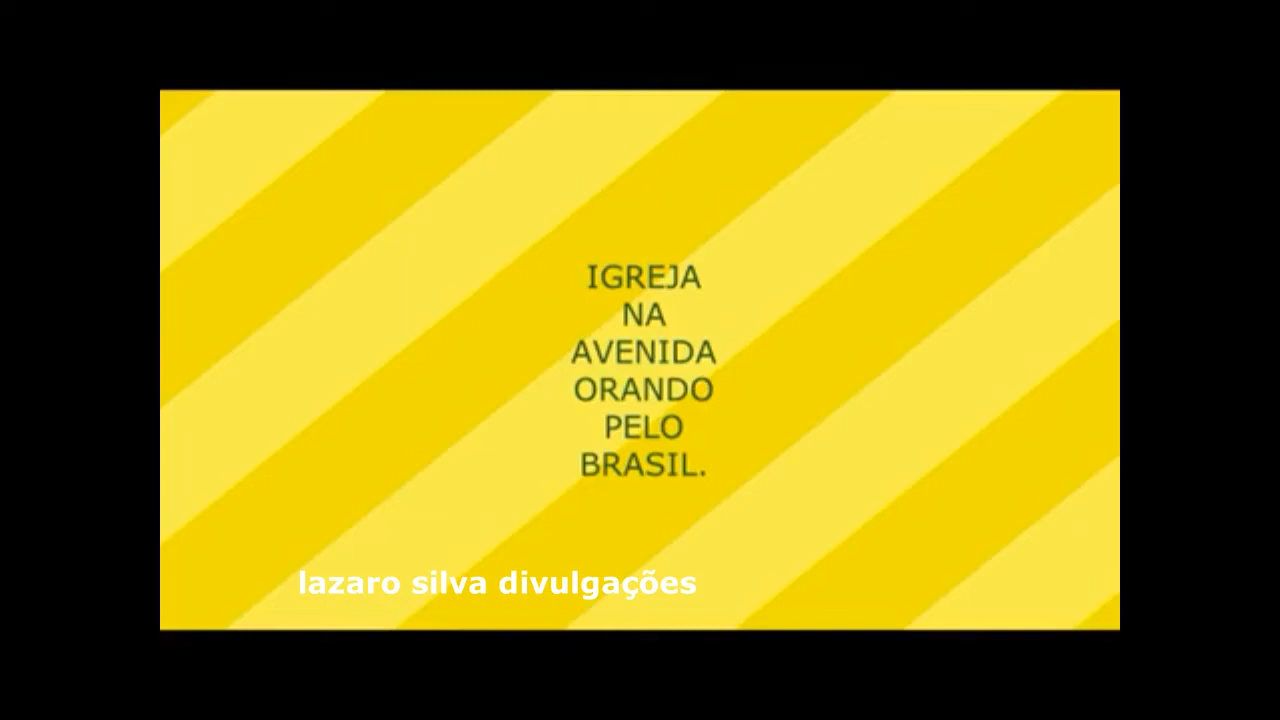 IGREJA
NA
AVENIDA
ORANDO
PELO
BRASIL.
lazaro silva divulgações